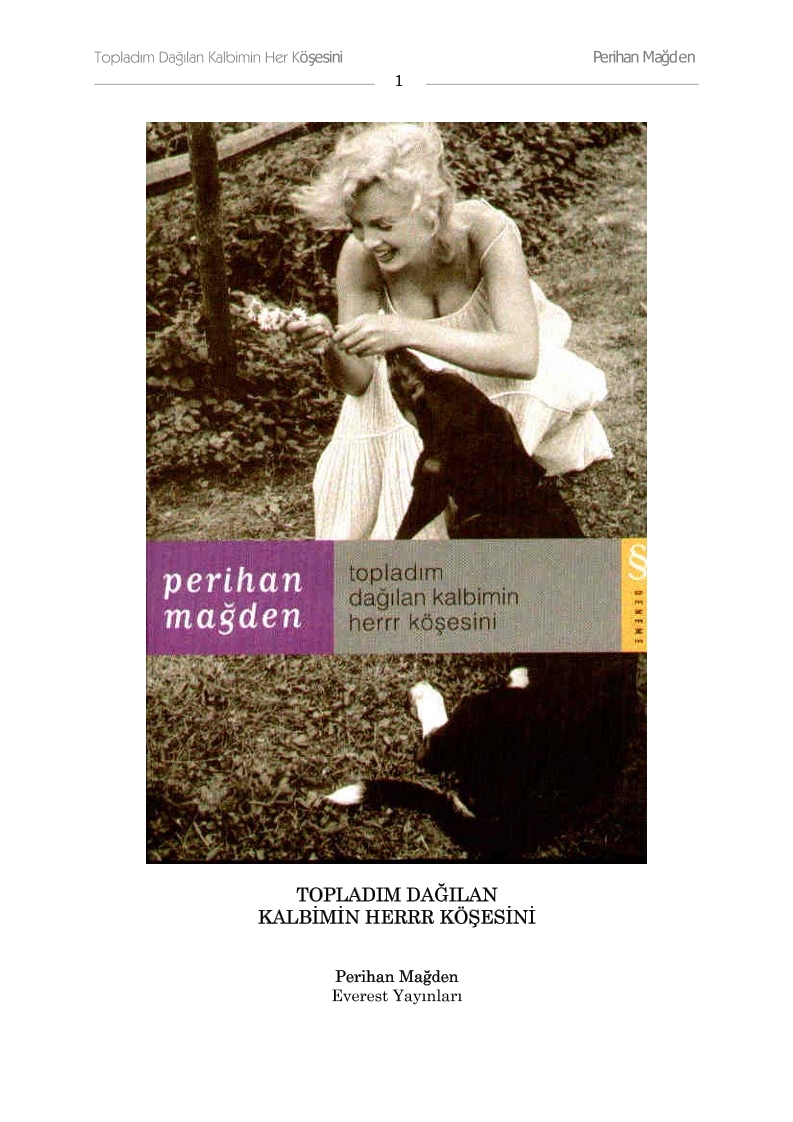 Topladım Dağılan Kalbimin Her Köşesini Perihan Mağden
1
perihan
mağden
topladım
dağılan kalbimin
herrr köşesini
§
DENEME
TOPLADIM DAĞILAN
KALBİMİN HERRR KÖŞESİNİ
Perihan Mağden
Everest Yayınları